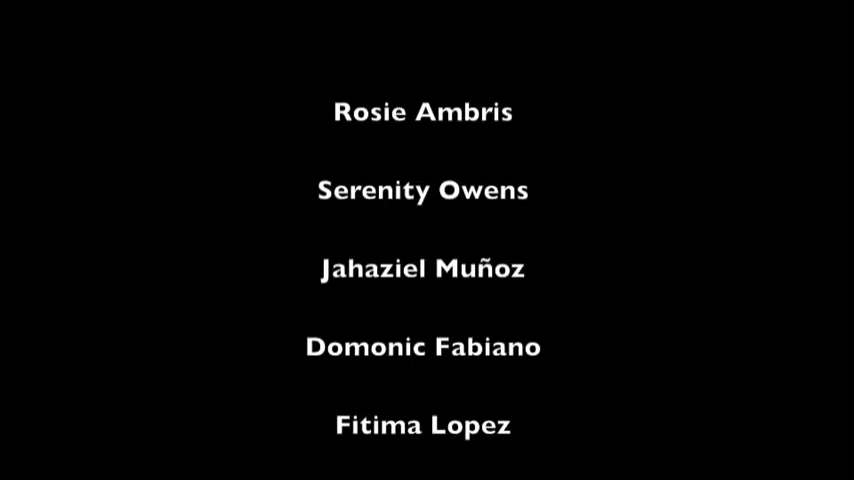 Rosie Ambris
Serenity Owens
Jahaziel Muñoz
Domonic Fabiano
Fitima Lopez